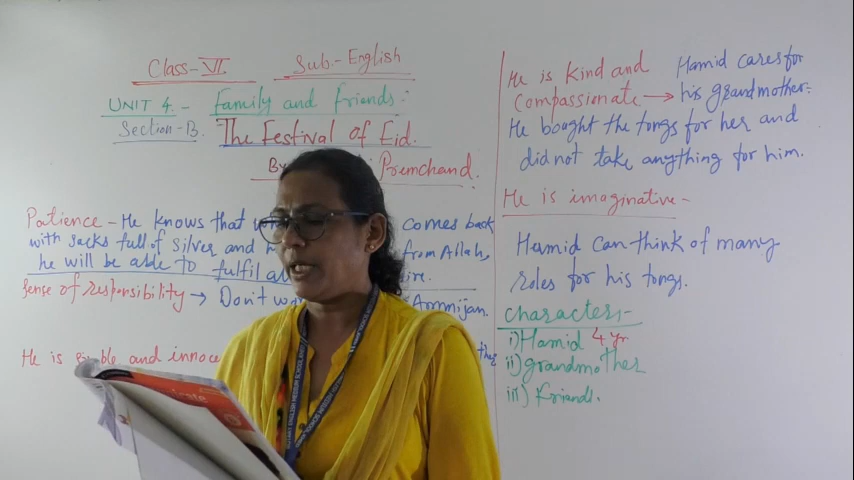 Class-VI Sub-English
UNIT 4.- Family and Friends:
Section-B. The Festival of Eid.
By Premchand.
Patience - He knows that comes back
with sacks full of silver and from Allah,
he will be able to fulfil
Sense of responsibility → Don't Ammijan.
He is and
He is Kind and
Compassionate → Hamid cares for
his grandmother.
He bought the tongs for her and
did not take anything for him.
He is imaginative-
Hamid can think of many
roles for his tongs.
Characters:-
i) Hamid 4 yr
ii) grandmother
iii) Friends.